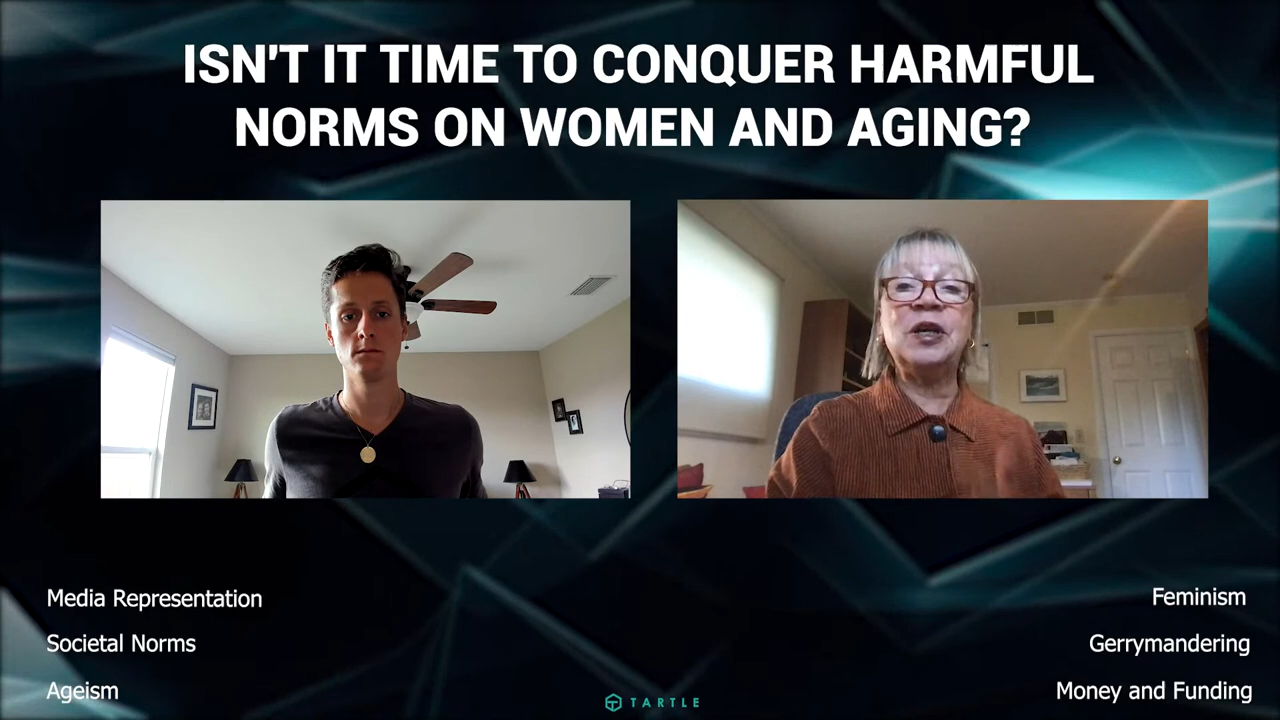 ISN'T IT TIME TO CONQUER HARMFUL
NORMS ON WOMEN AND AGING?
Media Representation
Societal Norms
Ageism
Feminism
Gerrymandering
Money and Funding
TARTLE